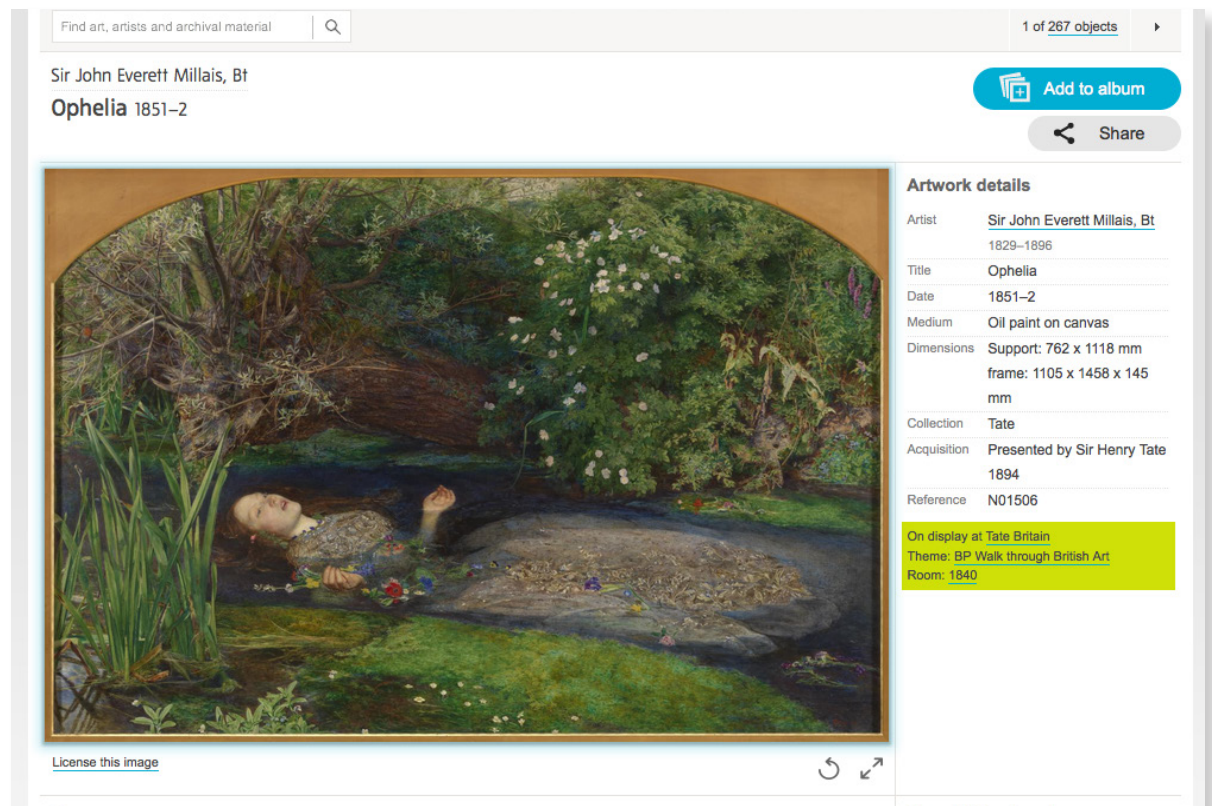 Find art, artists and archival material
1 of 267 objects
Sir John Everett Millais, Bt
Ophelia 1851–2
Add to album
Share
Artwork details
Artist Sir John Everett Millais, Bt
1829–1896
Title Ophelia
Date 1851–2
Medium Oil paint on canvas
Dimensions Support: 762 x 1118 mm
frame: 1105 x 1458 x 145
mm
Collection Tate
Acquisition Presented by Sir Henry Tate
1894
Reference N01506
On display at Tate Britain
Theme: BP Walk through British Art
Room: 1840
License this image